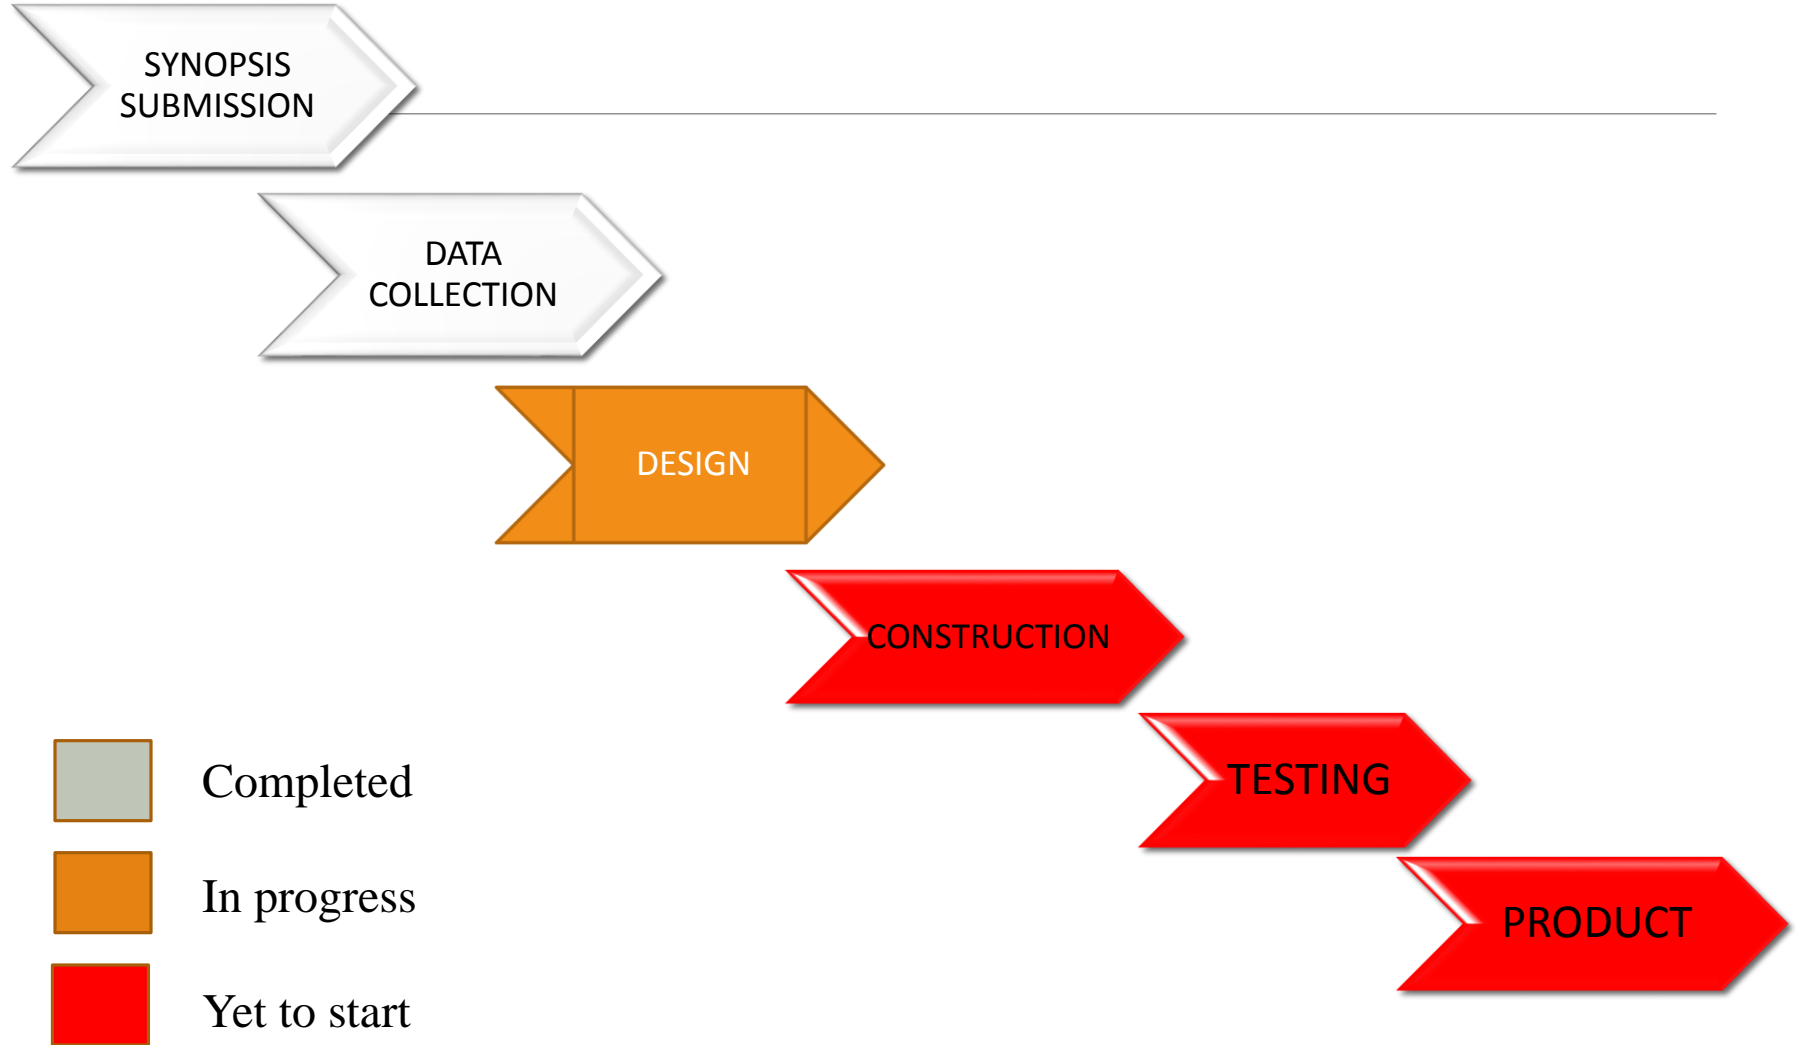 SYNOPSIS
SUBMISSION
DATA
COLLECTION
DESIGN
CONSTRUCTION
TESTING
PRODUCT
Completed
In progress
Yet to start